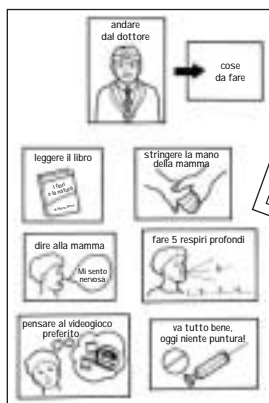 andare
dal dottore
cose
da fare
leggere il libro
I fiori
e la natura
stringere la mano
della mamma
dire alla mamma
Mi sento
nervosa
fare 5 respiri profondi
pensare al videogioco
preferito
va tutto bene,
oggi niente puntura!